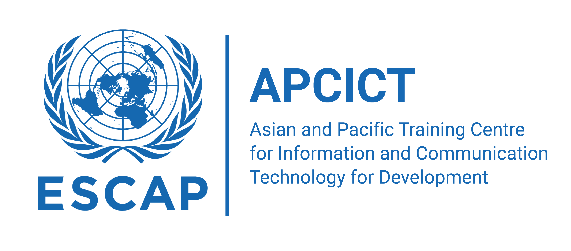 ESCAP
APCICT
Asian and Pacific Training Centre
for Information and Communication
Technology for Development